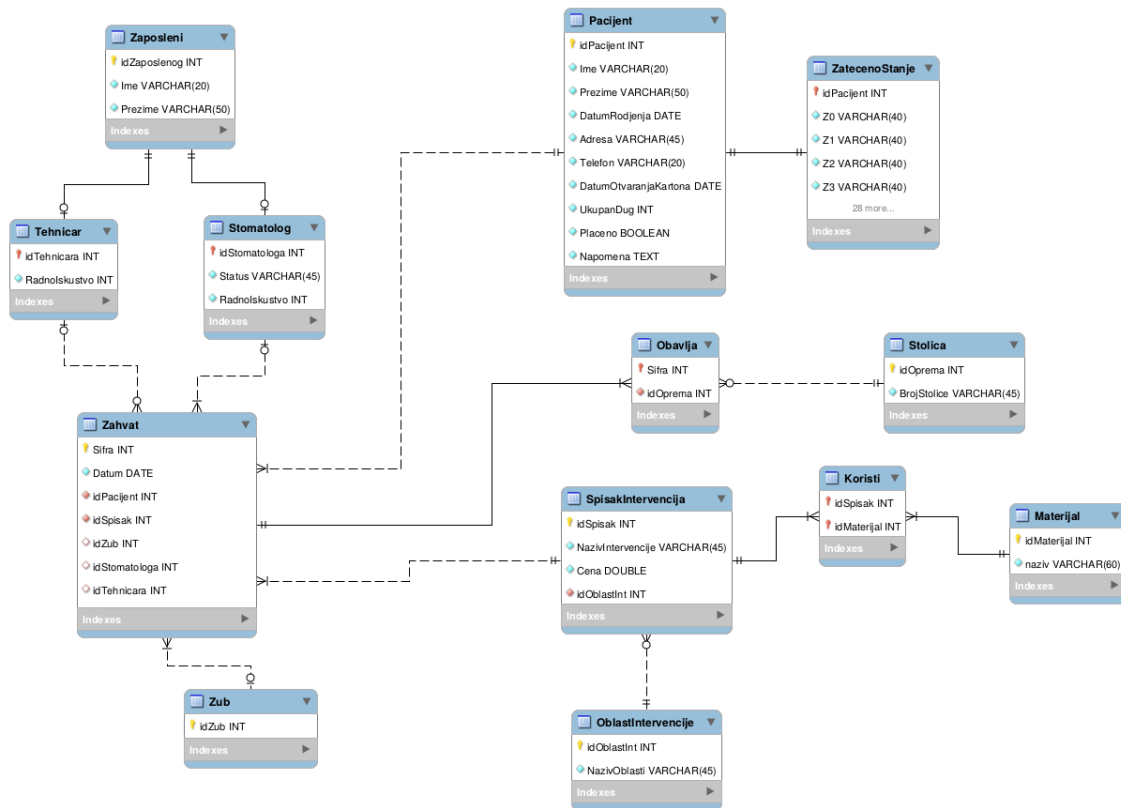 Zaposleni
idZaposlenog INT
Ime VARCHAR(20)
Prezime VARCHAR(50)
Indexes
Pacijent
idPacijent INT
Ime VARCHAR(20)
Prezime VARCHAR(50)
DatumRodjenja DATE
Adresa VARCHAR(45)
Telefon VARCHAR(20)
DatumOtvaranjaKartona DATE
UkupanDug INT
Placeno BOOLEAN
Napomena TEXT
Indexes
ZatecenoStanje
idPacijent INT
Z0 VARCHAR(40)
Z1 VARCHAR(40)
Z2 VARCHAR(40)
Z3 VARCHAR(40)
28 more...
Indexes
Tehnicar
idTehnicara INT
RadnoIskustvo INT
Indexes
Stomatolog
idStomatologa INT
Status VARCHAR(45)
RadnoIskustvo INT
Indexes
Obavlja
Sifra INT
idOprema INT
Indexes
Stolica
idOprema INT
BrojStolice VARCHAR(45)
Indexes
Zahvat
Sifra INT
Datum DATE
idPacijent INT
idSpisak INT
idZub INT
idStomatologa INT
idTehnicara INT
Indexes
SpisakIntervencija
idSpisak INT
NazivIntervencije VARCHAR(45)
Cena DOUBLE
idOblastInt INT
Indexes
Koristi
idSpisak INT
idMaterijal INT
Indexes
Materijal
idMaterijal INT
naziv VARCHAR(60)
Indexes
Zub
idZub INT
Indexes
OblastIntervencije
idOblastInt INT
NazivOblasti VARCHAR(45)
Indexes